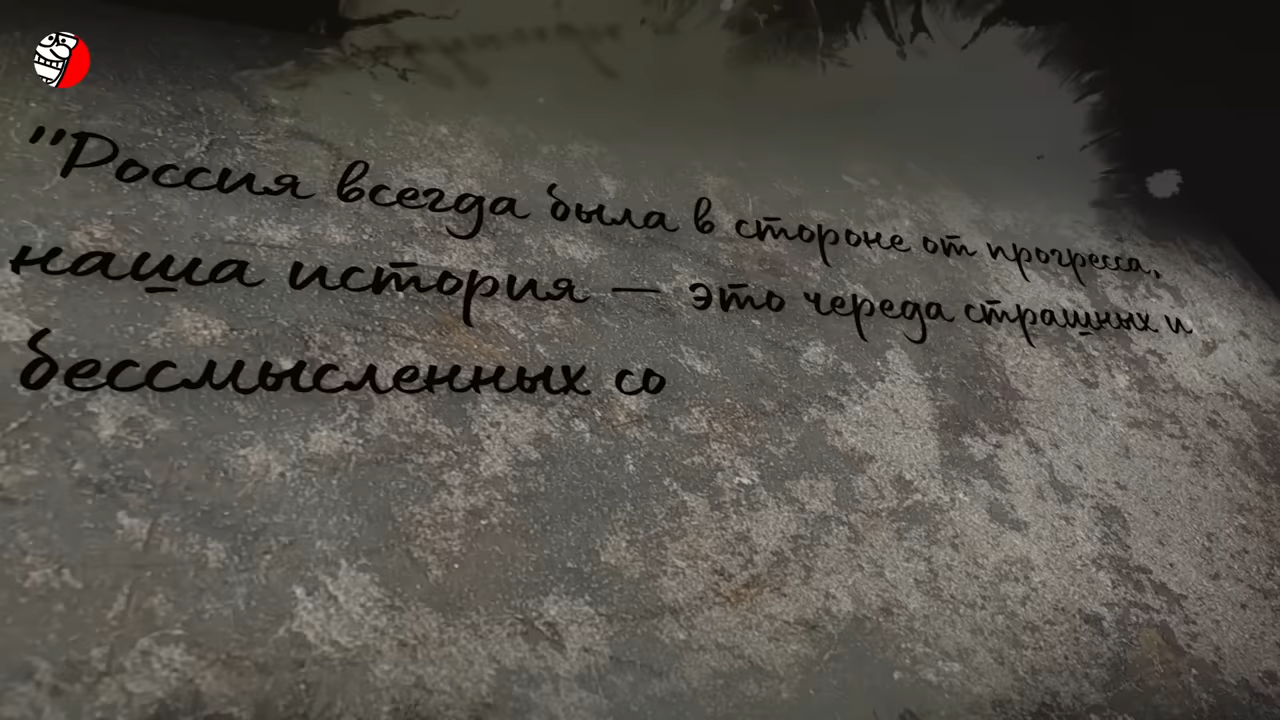 "Россия всегда была в стороне от прогресса,
наша история — это череда страшных и
бессмысленных со